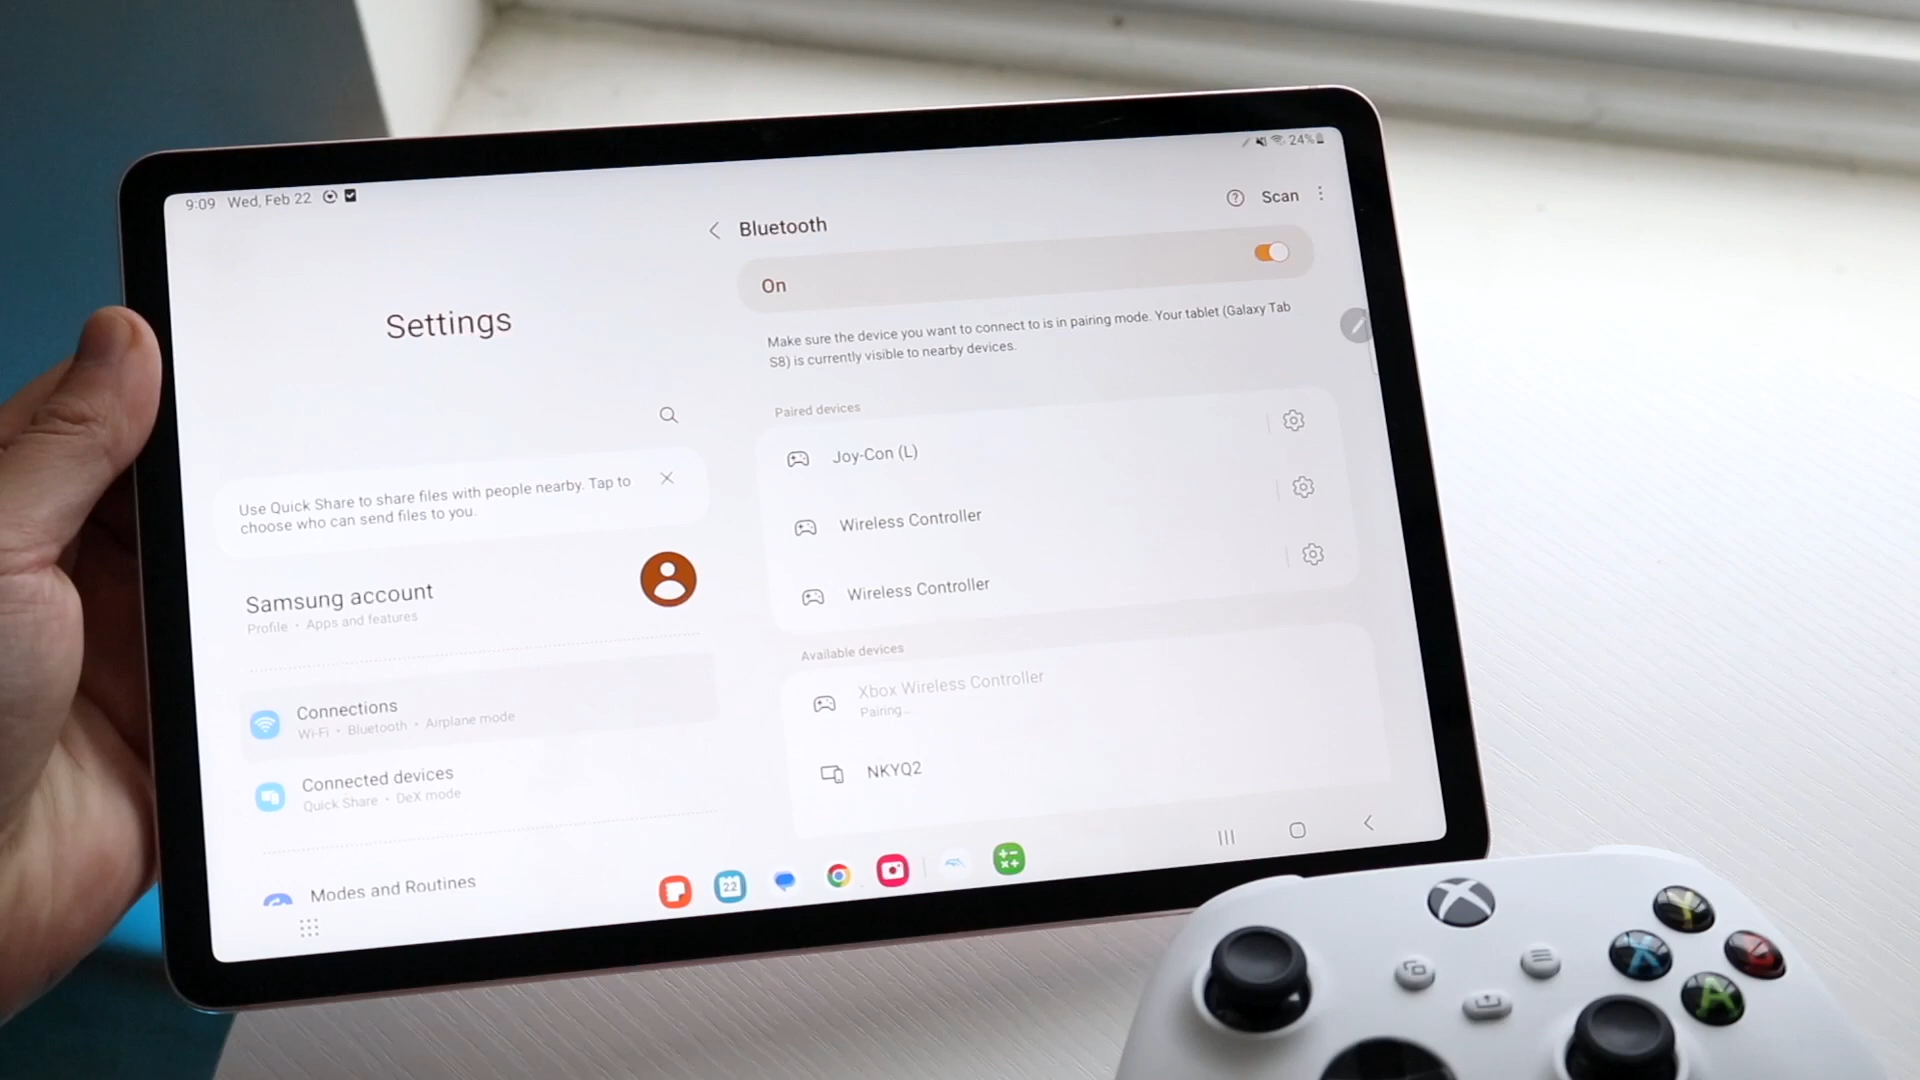 9:09 Wed, Feb 22
24%
Settings
Use Quick Share to share files with people nearby. Tap to
choose who can send files to you.
Samsung account
Profile • Apps and features
Connections
Wi-Fi • Bluetooth • Airplane mode
Connected devices
Quick Share • DeX mode
Modes and Routines
Bluetooth
Scan
On
Make sure the device you want to connect to is in pairing mode. Your tablet (Galaxy Tab
S8) is currently visible to nearby devices.
Paired devices
Joy-Con (L)
Wireless Controller
Wireless Controller
Available devices
Xbox Wireless Controller
Pairing...
NKYQ2
22
Y
X
B
A